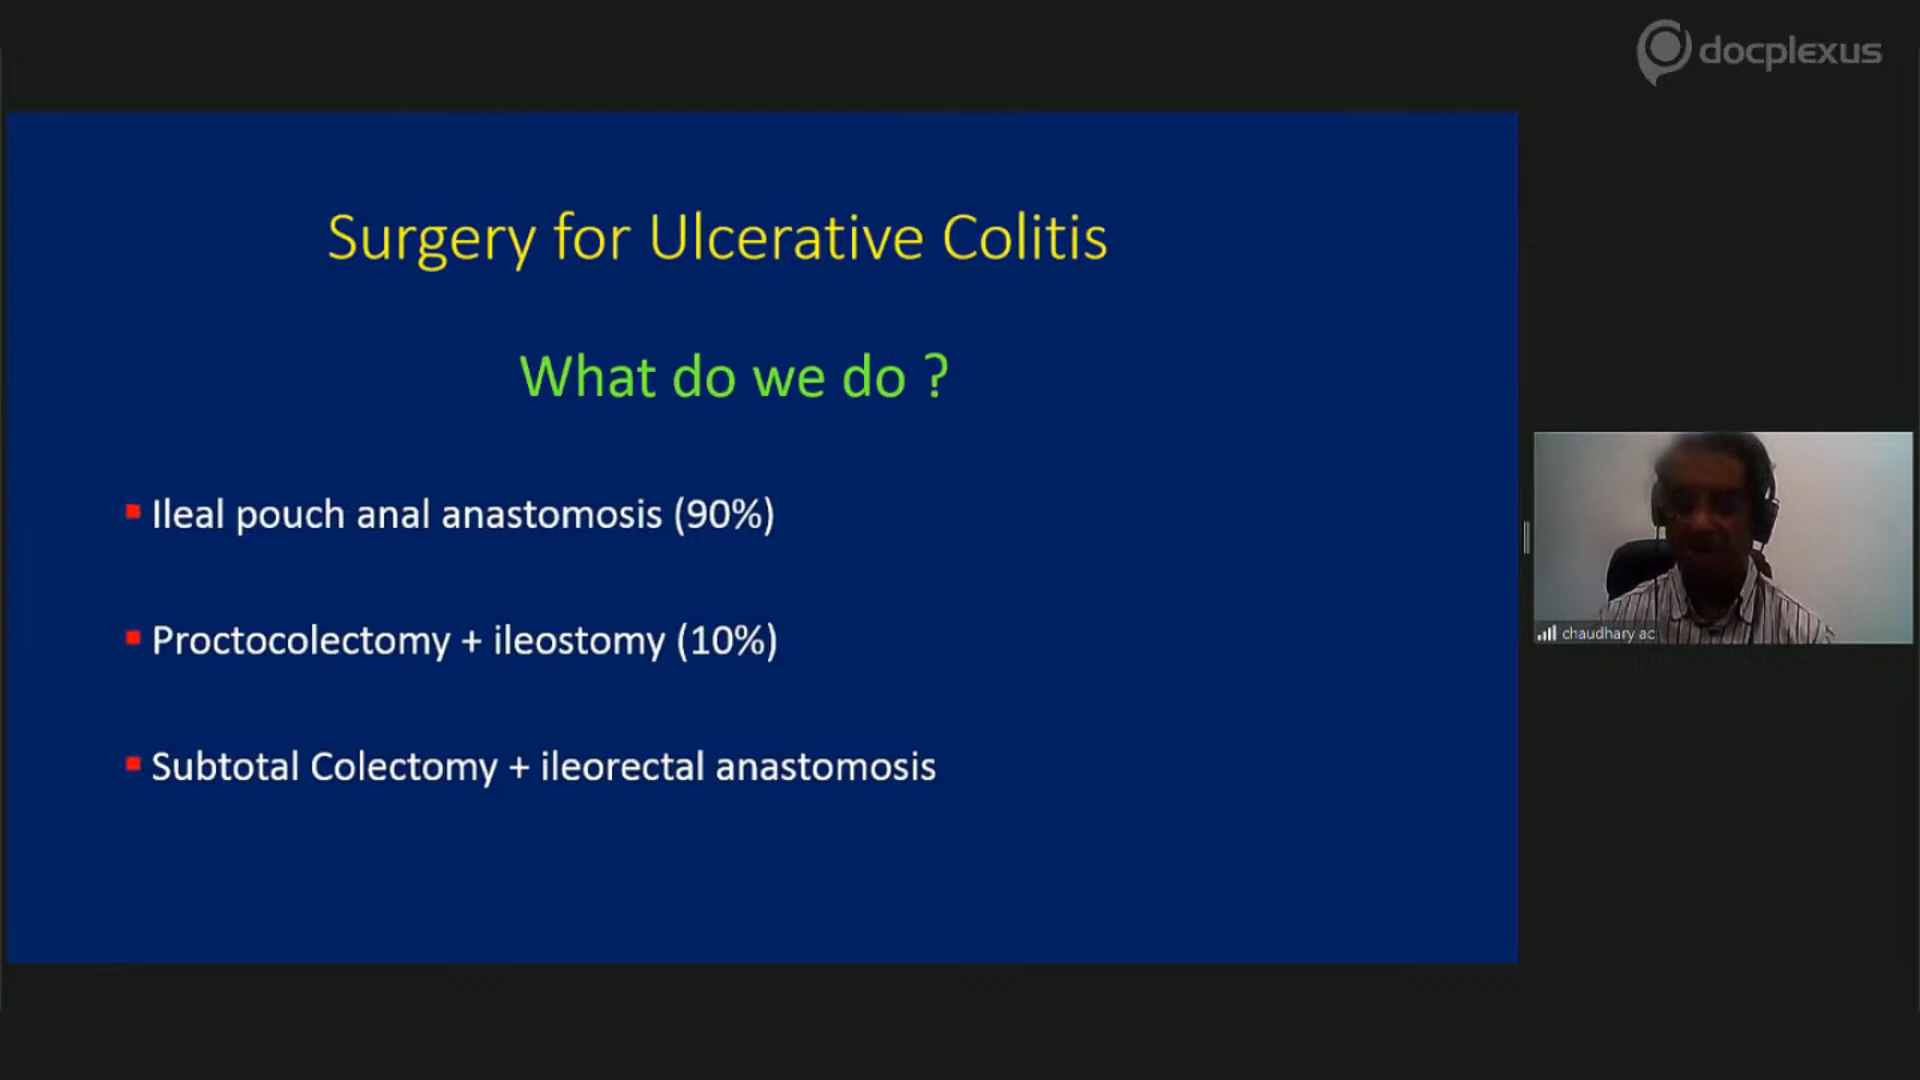 docplexus
Surgery for Ulcerative Colitis
What do we do ?
Ileal pouch anal anastomosis (90%)
Proctocolectomy + ileostomy (10%)
chaudhary ac
Subtotal Colectomy + ileorectal anastomosis